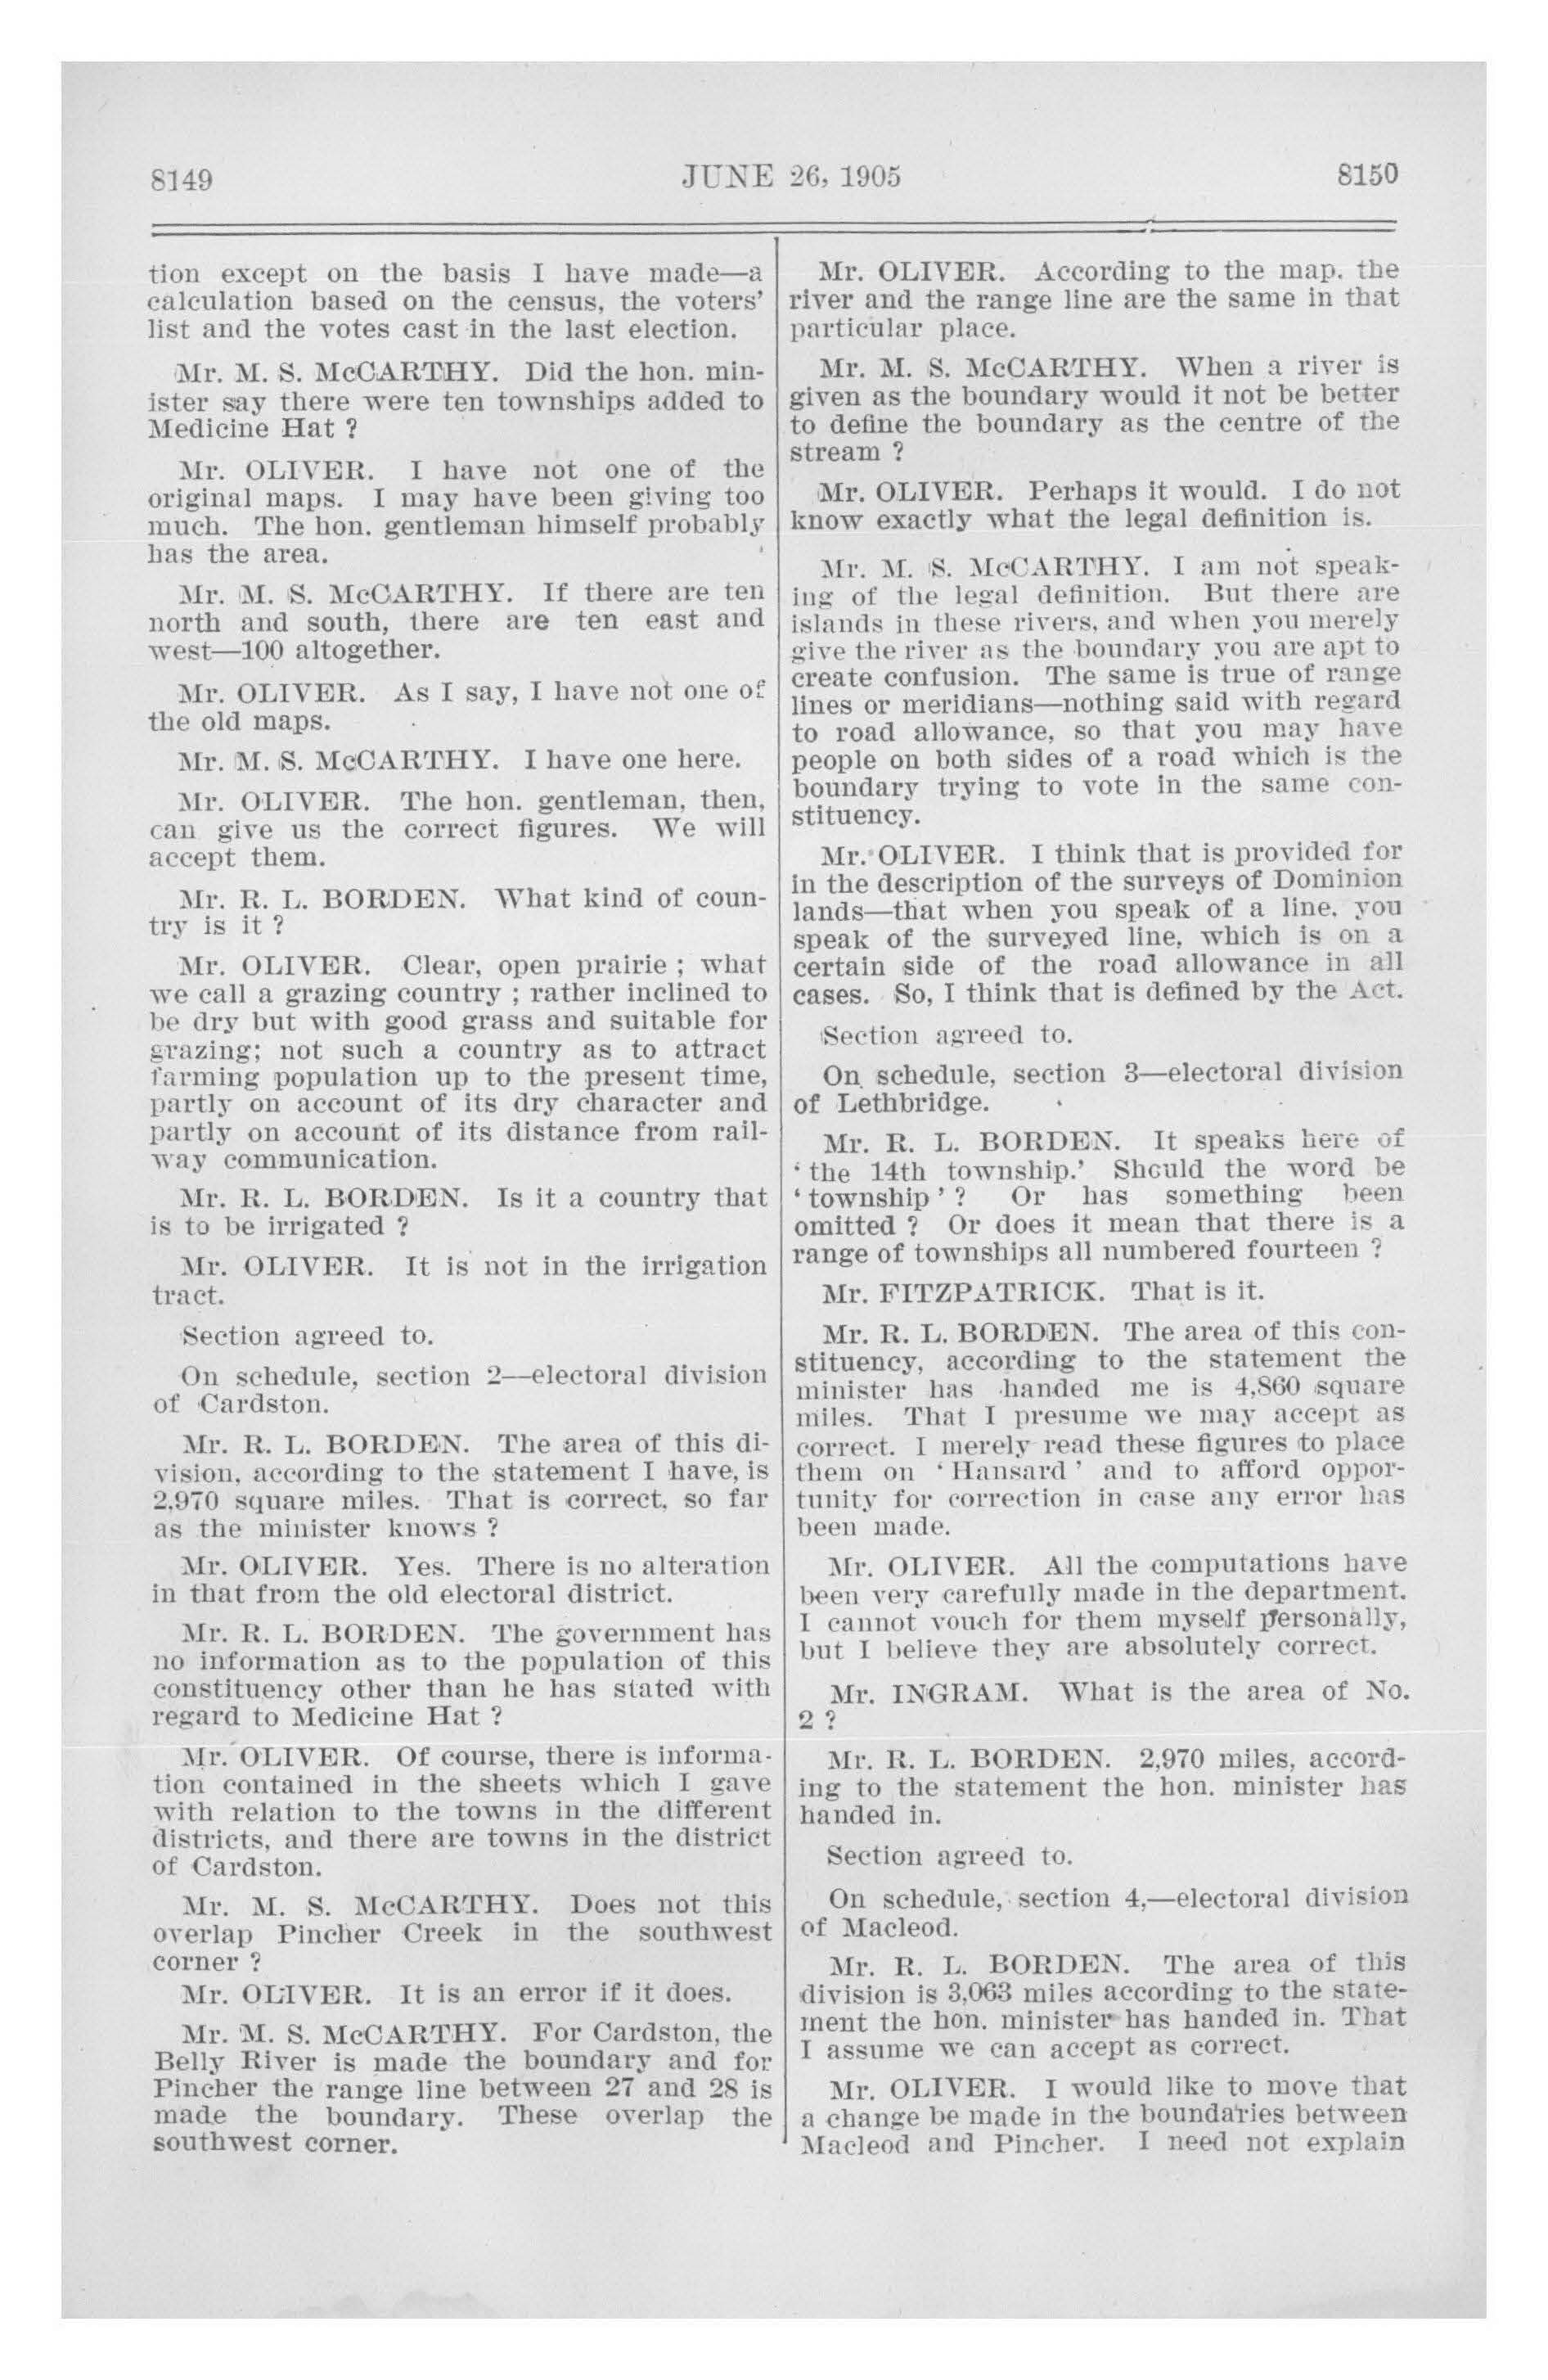 8149
JUNE 26, 1905
8150
tion except on the basis I have made—a
calculation based on the census, the voters'
list and the votes cast in the last election.
Mr. M. S. McCARTHY. Did the hon. min-
ister say there were ten townships added to
Medicine Hat ?
Mr. OLIVER. I have not one of the
original maps. I may have been giving too
much. The hon. gentleman himself probably
has the area.
Mr. M. S. McCARTHY. If there are ten
north and south, there are ten east and
west—100 altogether.
Mr. OLIVER. As I say, I have not one of
the old maps.
Mr. M. S. McCARTHY. I have one here.
Mr. OLIVER. The hon. gentleman, then,
can give us the correct figures. We will
accept them.
Mr. R. L. BORDEN. What kind of coun-
try is it ?
Mr. OLIVER. Clear, open prairie ; what
we call a grazing country ; rather inclined to
be dry but with good grass and suitable for
grazing; not such a country as to attract
farming population up to the present time,
partly on account of its dry character and
partly on account of its distance from rail-
way communication.
Mr. R. L. BORDEN. Is it a country that
is to be irrigated ?
Mr. OLIVER. It is not in the irrigation
tract.
Section agreed to.
On schedule, section 2—electoral division
of Cardston.
Mr. R. L. BORDEN. The area of this di-
vision, according to the statement I have, is
2,970 square miles. That is correct, so far
as the minister knows ?
Mr. OLIVER. Yes. There is no alteration
in that from the old electoral district.
Mr. R. L. BORDEN. The government has
no information as to the population of this
constituency other than he has stated with
regard to Medicine Hat ?
Mr. OLIVER. Of course, there is informa-
tion contained in the sheets which I gave
with relation to the towns in the different
districts, and there are towns in the district
of Cardston.
Mr. M. S. McCARTHY. Does not this
overlap Pincher Creek in the southwest
corner ?
Mr. OLIVER. It is an error if it does.
Mr. M. S. McCARTHY. For Cardston, the
Belly River is made the boundary and for
Pincher the range line between 27 and 28 is
made the boundary. These overlap the
southwest corner.
Mr. OLIVER. According to the map. the
river and the range line are the same in that
particular place.
Mr. M. S. McCARTHY. When a river is
given as the boundary would it not be better
to define the boundary as the centre of the
stream ?
Mr. OLIVER. Perhaps it would. I do not
know exactly what the legal definition is.
Mr. M. S. McCARTHY. I am not speak-
ing of the legal definition. But there are
islands in these rivers, and when you merely
give the river as the boundary you are apt to
create confusion. The same is true of range
lines or meridians—nothing said with regard
to road allowance, so that you may have
people on both sides of a road which is the
boundary trying to vote in the same con-
stituency.
Mr. OLIVER. I think that is provided for
in the description of the surveys of Dominion
lands—that when you speak of a line, you
speak of the surveyed line, which is on a
certain side of the road allowance in all
cases. So, I think that is defined by the Act.
Section agreed to.
On schedule, section 3—electoral division
of Lethbridge.
Mr. R. L. BORDEN. It speaks here of
‘ the 14th township.’ Should the word be
‘ township ’ ? Or has something been
omitted ? Or does it mean that there is a
range of townships all numbered fourteen ?
Mr. FITZPATRICK. That is it.
Mr. R. L. BORDEN. The area of this con-
stituency, according to the statement the
minister has handed me is 4,860 square
miles. That I presume we may accept as
correct. I merely read these figures to place
them on ‘ Hansard ’ and to afford oppor-
tunity for correction in case any error has
been made.
Mr. OLIVER. All the computations have
been very carefully made in the department.
I cannot vouch for them myself personally,
but I believe they are absolutely correct.
Mr. INGRAM. What is the area of No.
2 ?
Mr. R. L. BORDEN. 2,970 miles, accord-
ing to the statement the hon. minister has
handed in.
Section agreed to.
On schedule, section 4,—electoral division
of Macleod.
Mr. R. L. BORDEN. The area of this
division is 3,063 miles according to the state-
ment the hon. minister has handed in. That
I assume we can accept as correct.
Mr. OLIVER. I would like to move that
a change be made in the boundaries between
Macleod and Pincher. I need not explain